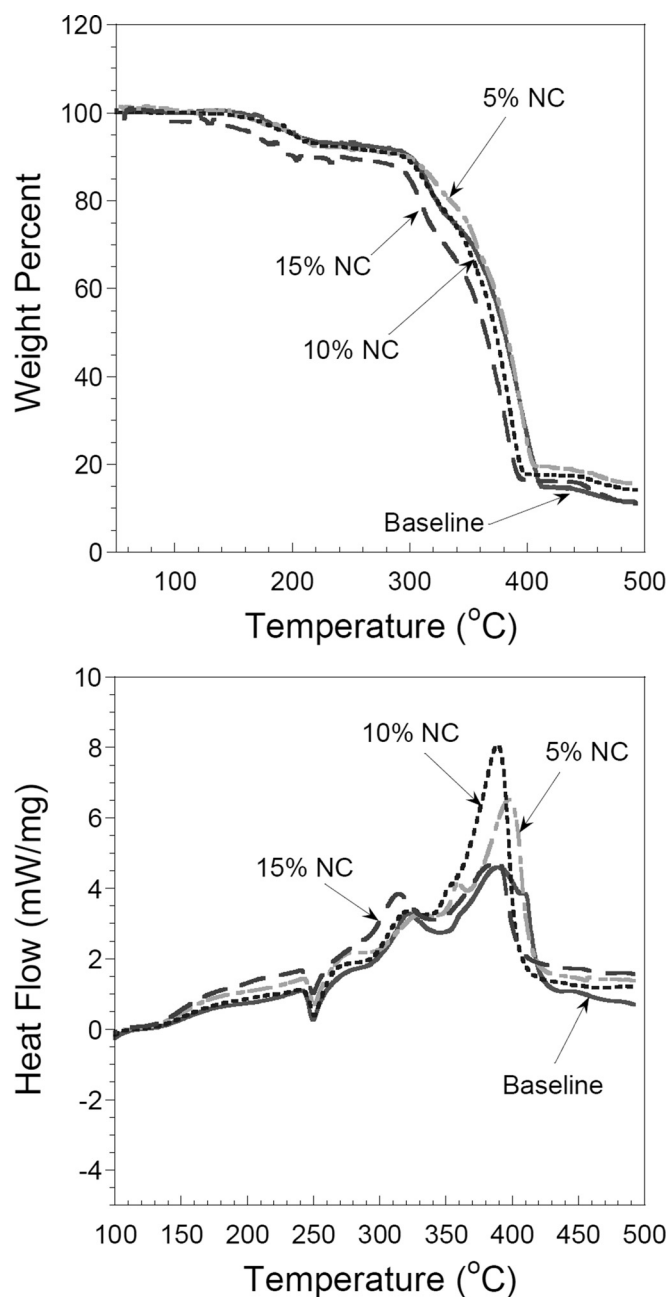 120
100
80
60
40
20
0
Weight Percent
5% NC
15% NC
10% NC
Baseline
100 200 300 400 500
Temperature (°C)
10
8
6
4
2
0
-2
-4
Heat Flow (mW/mg)
10% NC
5% NC
15% NC
Baseline
100 150 200 250 300 350 400 450 500
Temperature (°C)